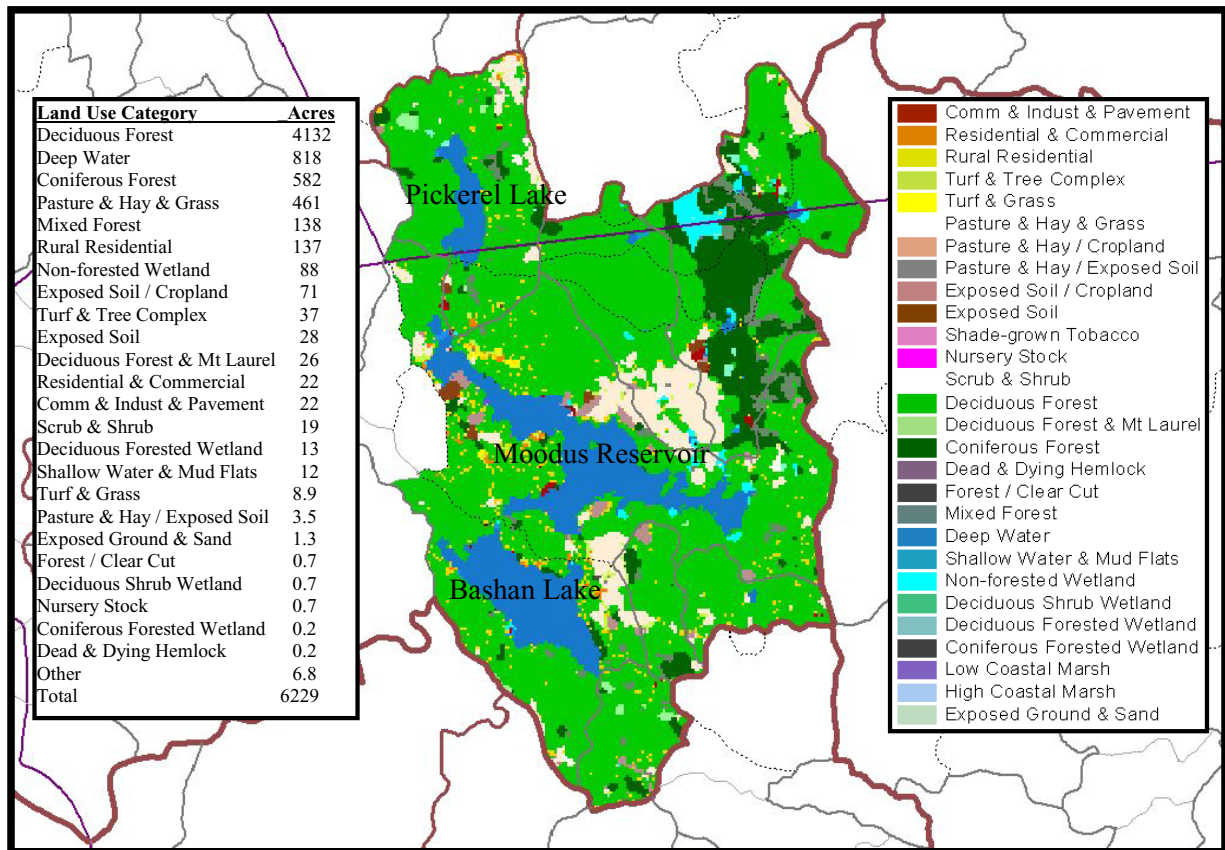 Land Use Category Acres
Deciduous Forest 4132
Deep Water 818
Coniferous Forest 582
Pasture & Hay & Grass 461
Mixed Forest 138
Rural Residential 137
Non-forested Wetland 88
Exposed Soil / Cropland 71
Turf & Tree Complex 37
Exposed Soil 28
Deciduous Forest & Mt Laurel 26
Residential & Commercial 22
Comm & Indust & Pavement 22
Scrub & Shrub 19
Deciduous Forested Wetland 13
Shallow Water & Mud Flats 12
Turf & Grass 8.9
Pasture & Hay / Exposed Soil 3.5
Exposed Ground & Sand 1.3
Forest / Clear Cut 0.7
Deciduous Shrub Wetland 0.7
Nursery Stock 0.7
Coniferous Forested Wetland 0.2
Dead & Dying Hemlock 0.2
Other 6.8
Total 6229
Pickerel Lake
Moodus Reservoir
Bashan Lake
Comm & Indust & Pavement
Residential & Commercial
Rural Residential
Turf & Tree Complex
Turf & Grass
Pasture & Hay & Grass
Pasture & Hay / Cropland
Pasture & Hay / Exposed Soil
Exposed Soil / Cropland
Exposed Soil
Shade-grown Tobacco
Nursery Stock
Scrub & Shrub
Deciduous Forest
Deciduous Forest & Mt Laurel
Coniferous Forest
Dead & Dying Hemlock
Forest / Clear Cut
Mixed Forest
Deep Water
Shallow Water & Mud Flats
Non-forested Wetland
Deciduous Shrub Wetland
Deciduous Forested Wetland
Coniferous Forested Wetland
Low Coastal Marsh
High Coastal Marsh
Exposed Ground & Sand